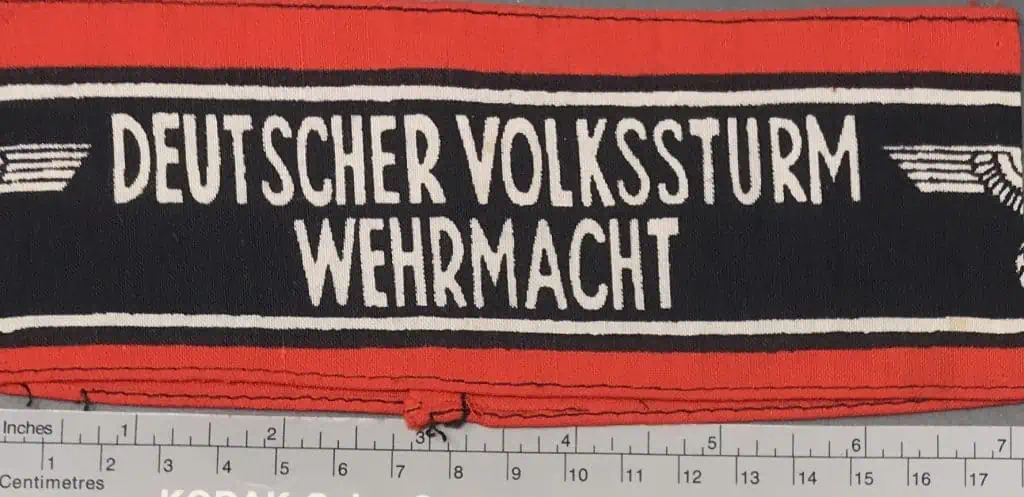 DEUTSCHER VOLKSSTURM
WEHRMACHT
Inches 1 2 3 4 5 6 7
1 2 3 4 5 6 7 8 9 10 11 12 13 14 15 16 17
Centimetres
KODAK